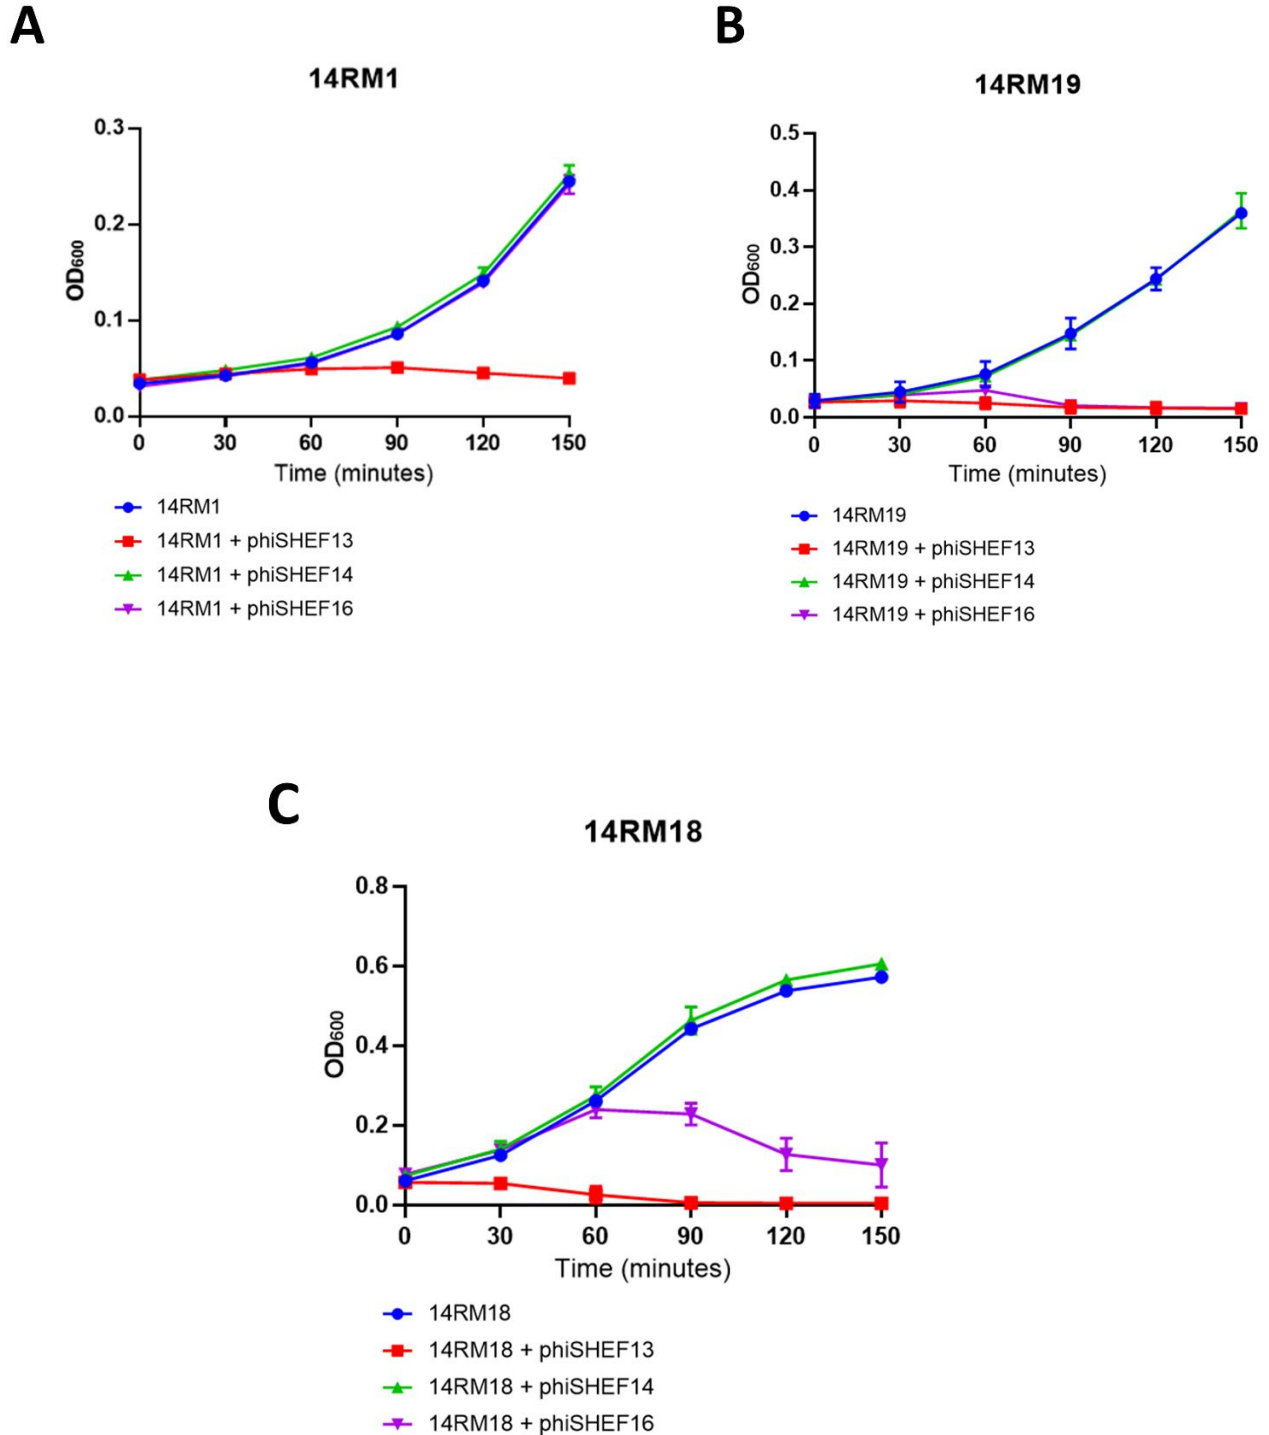 A
14RM1
0.3
0.2
0.1
0.0
OD600
0 30 60 90 120 150
Time (minutes)
14RM1
14RM1 + phiSHEF13
14RM1 + phiSHEF14
14RM1 + phiSHEF16
B
14RM19
0.5
0.4
0.3
0.2
0.1
0.0
OD600
0 30 60 90 120 150
Time (minutes)
14RM19
14RM19 + phiSHEF13
14RM19 + phiSHEF14
14RM19 + phiSHEF16
C
14RM18
0.8
0.6
0.4
0.2
0.0
OD600
0 30 60 90 120 150
Time (minutes)
14RM18
14RM18 + phiSHEF13
14RM18 + phiSHEF14
14RM18 + phiSHEF16